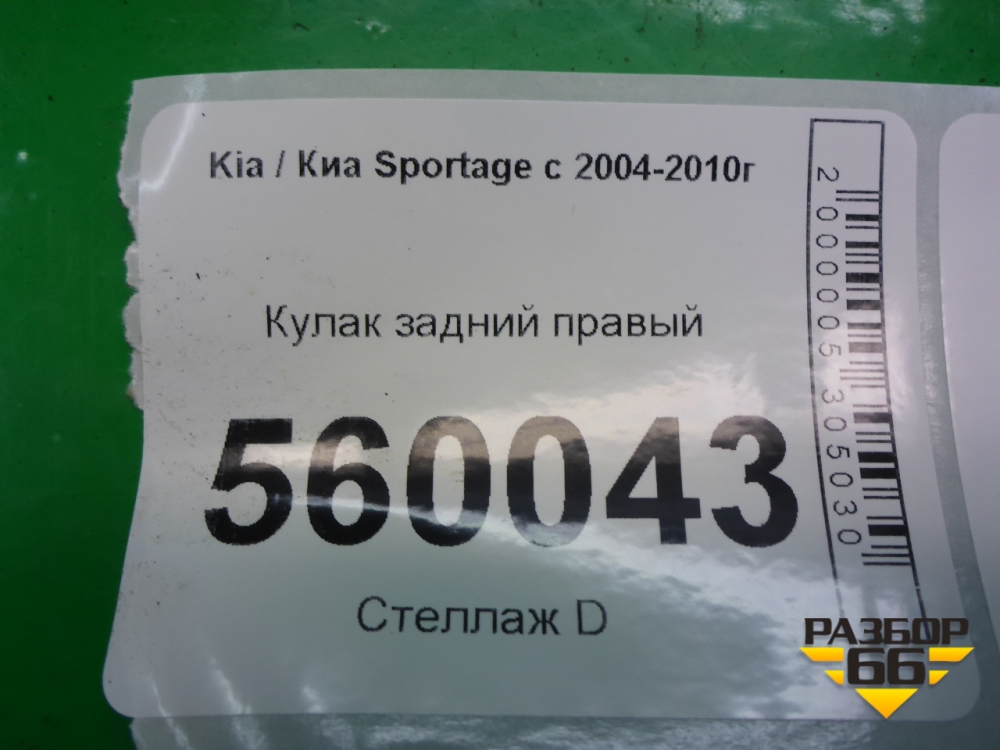 Kia / Киа Sportage с 2004-2010г
Кулак задний правый
560043
Стеллаж D
2000005305030
РАЗБОР
66